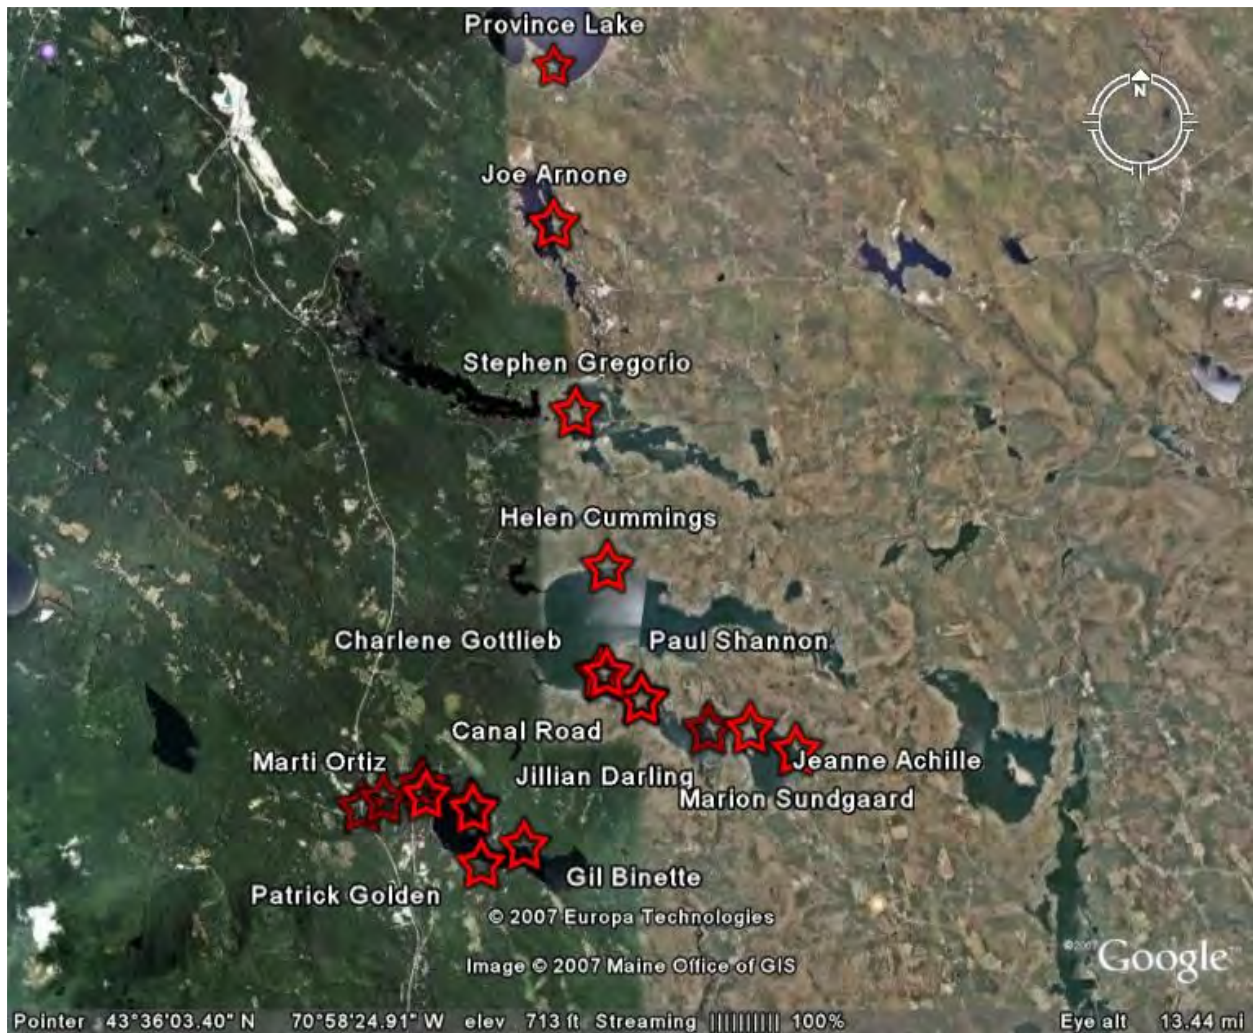 Province Lake
N
Joe Arnone
Stephen Gregorio
Helen Cummings
Charlene Gottlieb
Paul Shannon
Canal Road
Marti Ortiz
Jeanne Achille
Jillian Darling
Marion Sundgaard
Gil Binette
Patrick Golden
© 2007 Europa Technologies
Image © 2007 Maine Office of GIS
©2007 Google™
Pointer 43°36'03.40" N 70°58'24.91" W elev 713 ft Streaming |||||||||| 100% Eye alt 13.44 mi